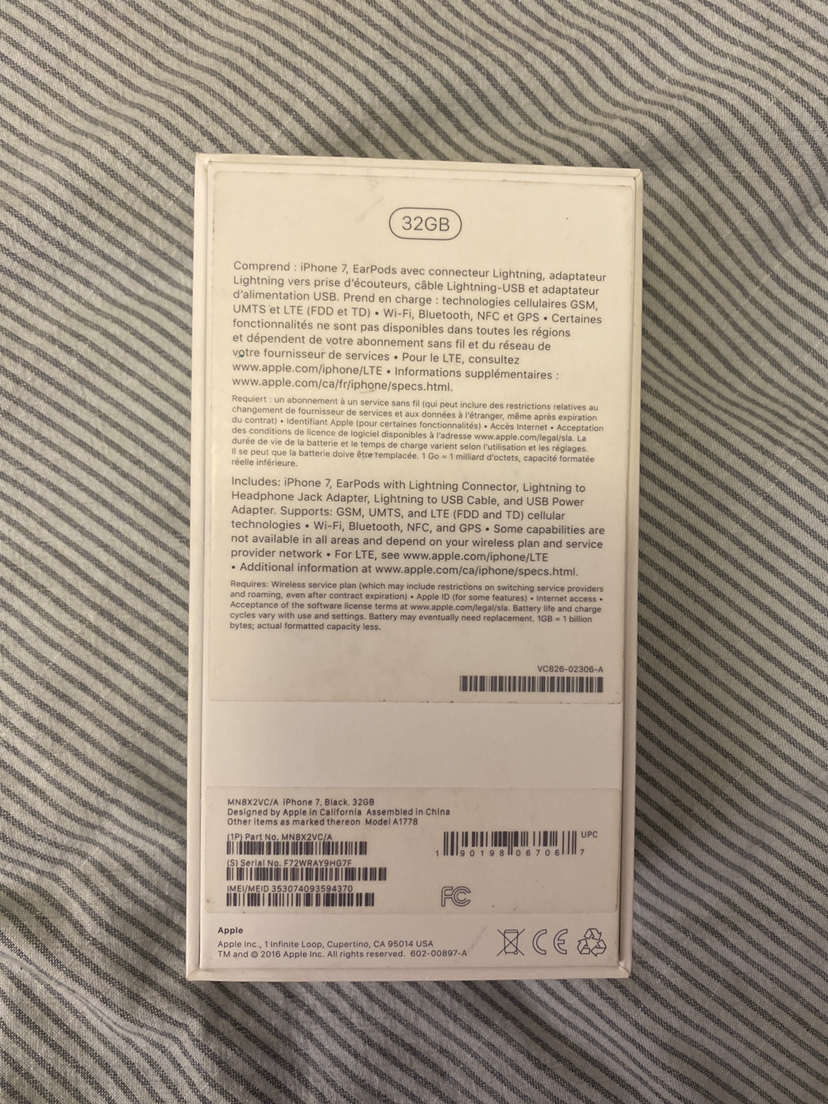 32GB
Comprend : iPhone 7, EarPods avec connecteur Lightning, adaptateur
Lightning vers prise d'écouteurs, câble Lightning-USB et adaptateur
d'alimentation USB. Prend en charge : technologies cellulaires GSM,
UMTS et LTE (FDD et TD) • Wi-Fi, Bluetooth, NFC et GPS • Certaines
fonctionnalités ne sont pas disponibles dans toutes les régions
et dépendent de votre abonnement sans fil et du réseau de
votre fournisseur de services • Pour le LTE, consultez
www.apple.com/iphone/LTE • Informations supplémentaires :
www.apple.com/ca/fr/iphone/specs.html.
Requiert : un abonnement à un service sans fil (qui peut inclure des restrictions relatives au
changement de fournisseur de services et aux données à l'étranger, même après expiration
du contrat) • Identifiant Apple (pour certaines fonctionnalités) • Accès Internet • Acceptation
des conditions de licence de logiciel disponibles à l'adresse www.apple.com/legal/sla. La
durée de vie de la batterie et le temps de charge varient selon l'utilisation et les réglages.
Il se peut que la batterie doive être remplacée. 1 Go = 1 milliard d'octets, capacité formatée
réelle inférieure.
Includes: iPhone 7, EarPods with Lightning Connector, Lightning to
Headphone Jack Adapter, Lightning to USB Cable, and USB Power
Adapter. Supports: GSM, UMTS, and LTE (FDD and TD) cellular
technologies • Wi-Fi, Bluetooth, NFC, and GPS • Some capabilities are
not available in all areas and depend on your wireless plan and service
provider network • For LTE, see www.apple.com/iphone/LTE
• Additional information at www.apple.com/ca/iphone/specs.html.
Requires: Wireless service plan (which may include restrictions on switching service providers
and roaming, even after contract expiration) • Apple ID (for some features) • Internet access •
Acceptance of the software license terms at www.apple.com/legal/sla. Battery life and charge
cycles vary with use and settings. Battery may eventually need replacement. 1GB = 1 billion
bytes; actual formatted capacity less.
VC826-02306-A
MN8X2VC/A iPhone 7, Black, 32GB
Designed by Apple in California Assembled in China
Other items as marked thereon Model A1778
(1P) Part No. MN8X2VC/A
UPC
1 90198 06706 7
(S) Serial No. F72WRAY9HG7F
IMEI/MEID 353074093594370
FC
Apple
Apple Inc., 1 Infinite Loop, Cupertino, CA 95014 USA
TM and © 2016 Apple Inc. All rights reserved. 602-00897-A
CE